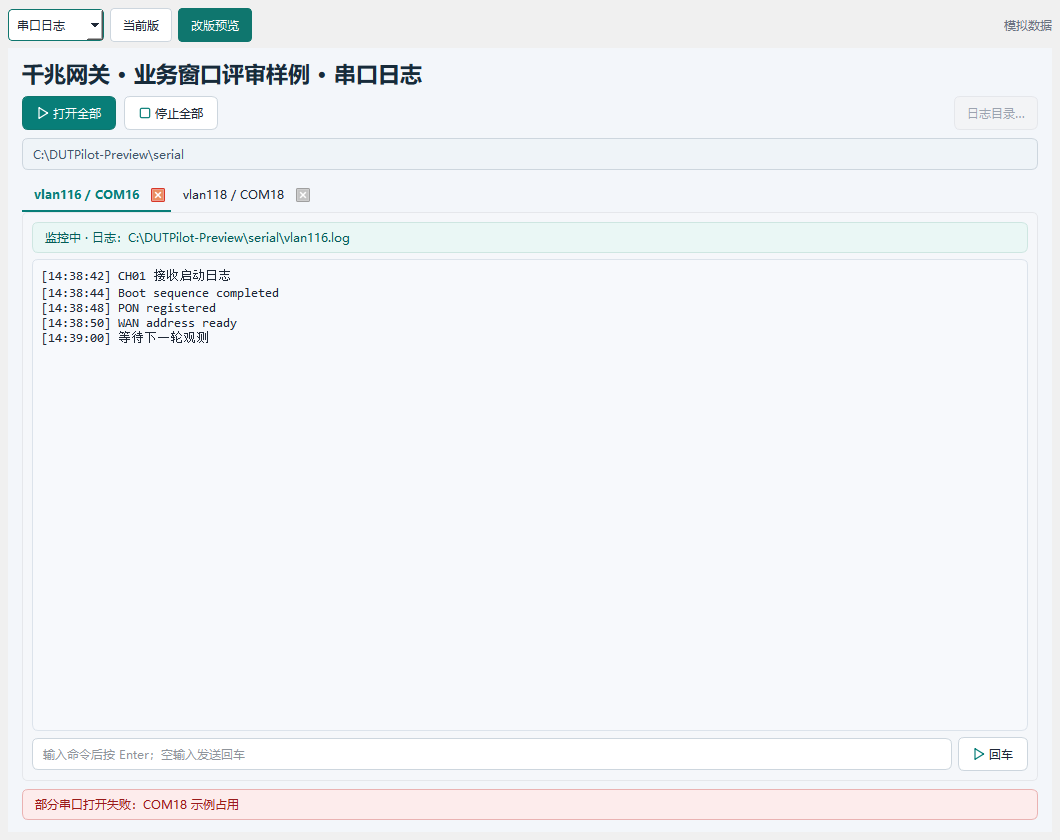 串口日志 当前版 改版预览 模拟数据
千兆网关 • 业务窗口评审样例 • 串口日志
打开全部 停止全部 日志目录...
C:\DUTPilot-Preview\serial
vlan116 / COM16 vlan118 / COM18
监控中 · 日志：C:\DUTPilot-Preview\serial\vlan116.log
[14:38:42] CH01 接收启动日志
[14:38:44] Boot sequence completed
[14:38:48] PON registered
[14:38:50] WAN address ready
[14:39:00] 等待下一轮观测
输入命令后按 Enter；空输入发送回车 回车
部分串口打开失败：COM18 示例占用